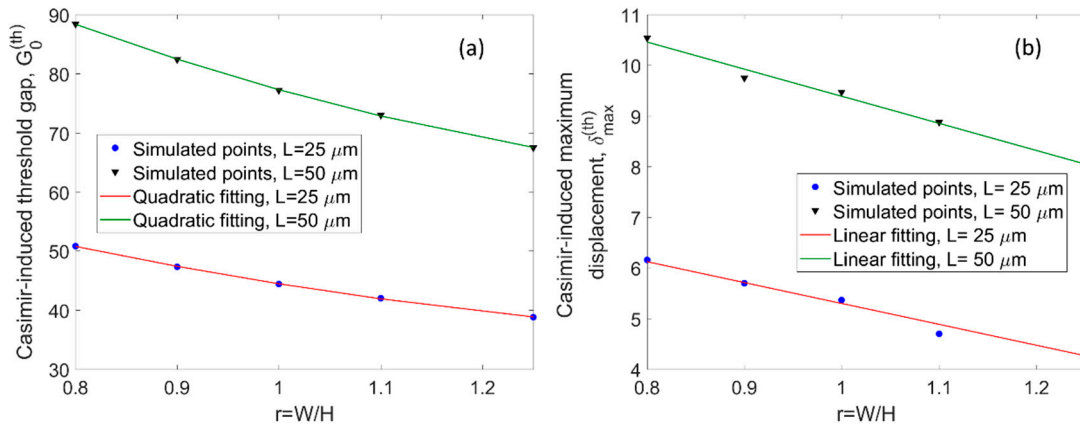 (a)
Casimir-induced threshold gap, G₀⁽ᵗʰ⁾
90
80
70
60
50
40
30
Simulated points, L=25 μm
Simulated points, L=50 μm
Quadratic fitting, L=25 μm
Quadratic fitting, L=50 μm
0.8 0.9 1 1.1 1.2
r=W/H
(b)
Casimir-induced maximum
displacement, δₘₐₓ⁽ᵗʰ⁾
11
10
9
8
7
6
5
4
Simulated points, L= 25 μm
Simulated points, L= 50 μm
Linear fitting, L= 25 μm
Linear fitting, L= 50 μm
0.8 0.9 1 1.1 1.2
r=W/H